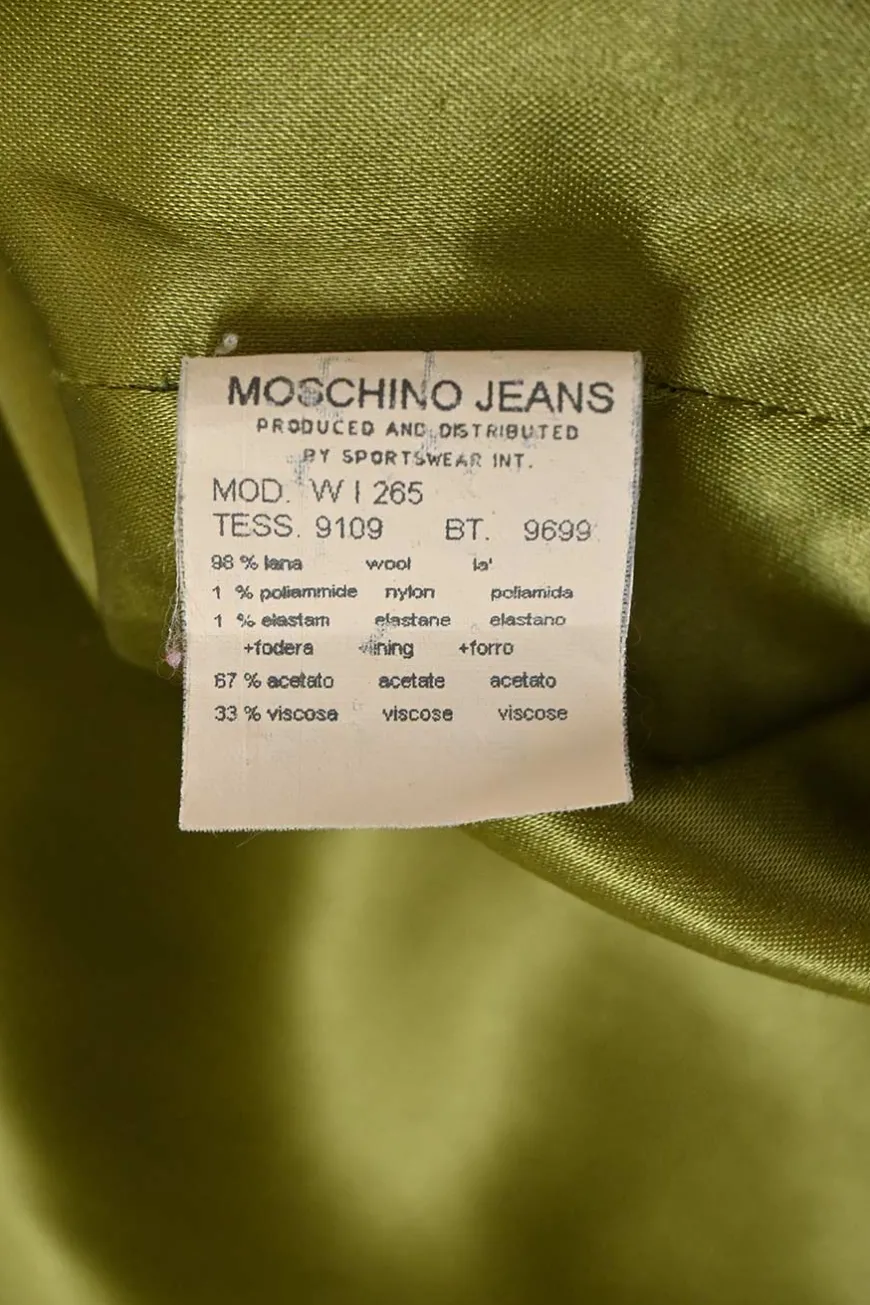 MOSCHINO JEANS
PRODUCED AND DISTRIBUTED
BY SPORTSWEAR INT.
MOD. W I 265
TESS. 9109 BT. 9699
98 % lana wool la'
1 % poliammide nylon poliamida
1 % elastam elastane elastano
+fodera +lining +forro
67 % acetato acetate acetato
33 % viscosa viscose viscose